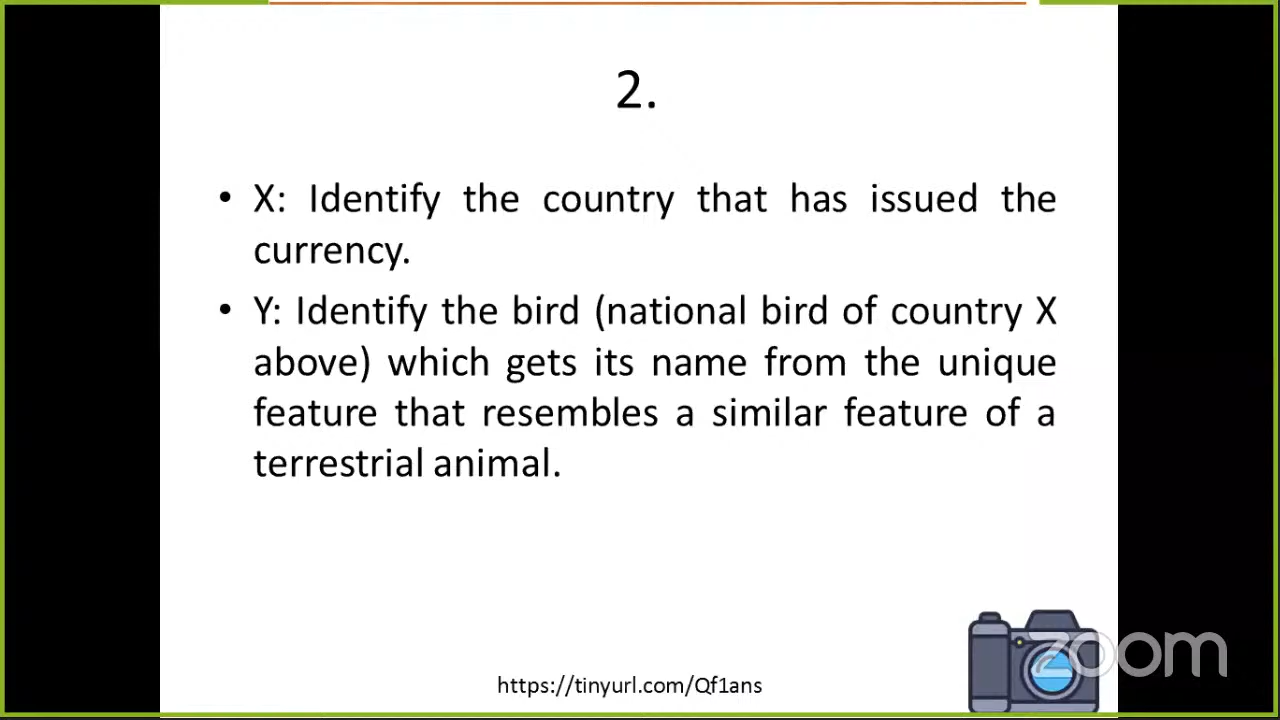 2.
• X: Identify the country that has issued the
currency.
• Y: Identify the bird (national bird of country X
above) which gets its name from the unique
feature that resembles a similar feature of a
terrestrial animal.
zoom
https://tinyurl.com/Qf1ans